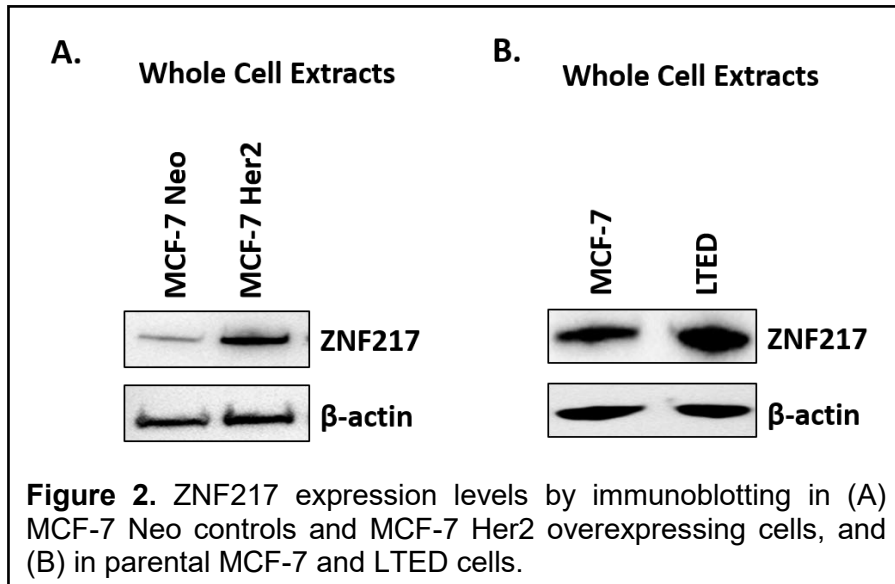 A.
Whole Cell Extracts
MCF-7 Neo
MCF-7 Her2
ZNF217
β-actin
B.
Whole Cell Extracts
MCF-7
LTED
ZNF217
β-actin
Figure 2. ZNF217 expression levels by immunoblotting in (A)
MCF-7 Neo controls and MCF-7 Her2 overexpressing cells, and
(B) in parental MCF-7 and LTED cells.